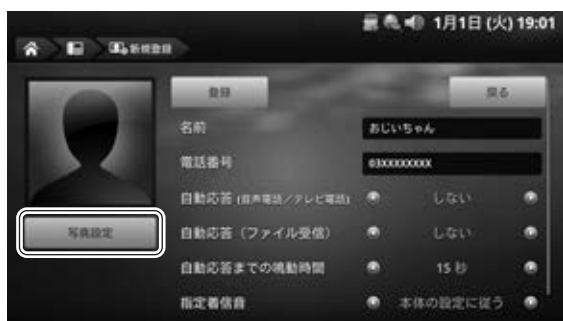 1月1日 (火) 19:01
新規登録
登録
戻る
名前
おじいちゃん
電話番号
03XXXXXXXX
自動応答 (音声電話／テレビ電話)
しない
写真設定
自動応答（ファイル受信）
しない
自動応答までの鳴動時間
15 秒
指定着信音
本体の設定に従う